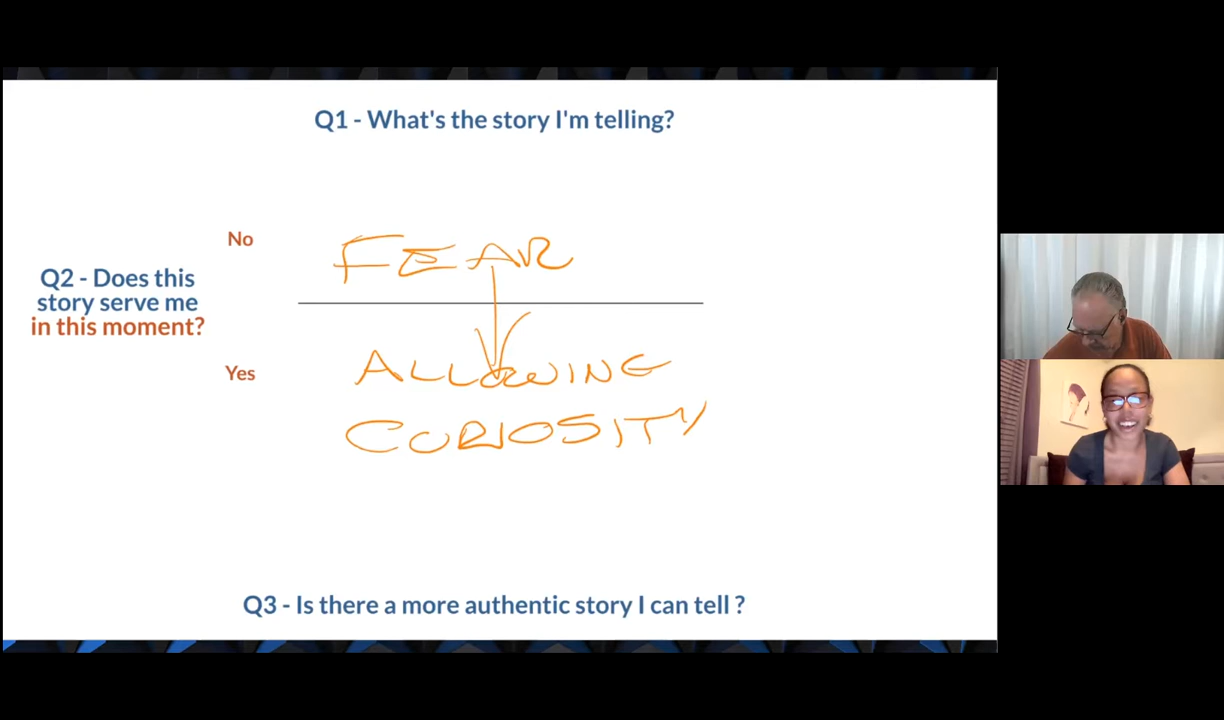 Q1 - What's the story I'm telling?
No
FEAR
Q2 - Does this
story serve me
in this moment?
Yes
ALLOWING
CURIOSITY
Q3 - Is there a more authentic story I can tell ?